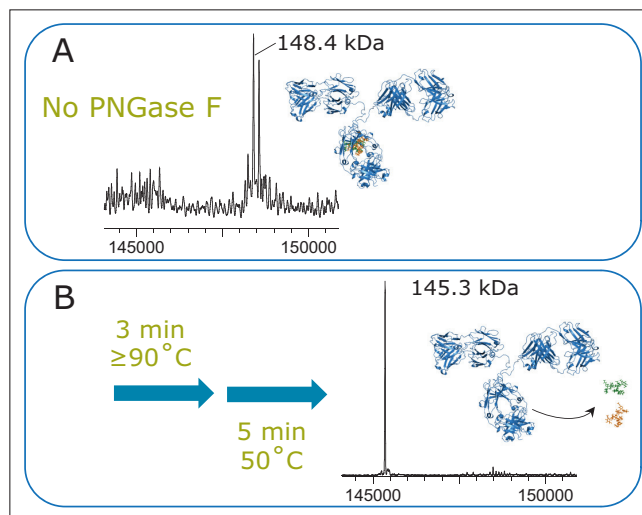 A
148.4 kDa
No PNGase F
145000 150000
B
145.3 kDa
3 min
≥90˚C
5 min
50˚C
145000 150000